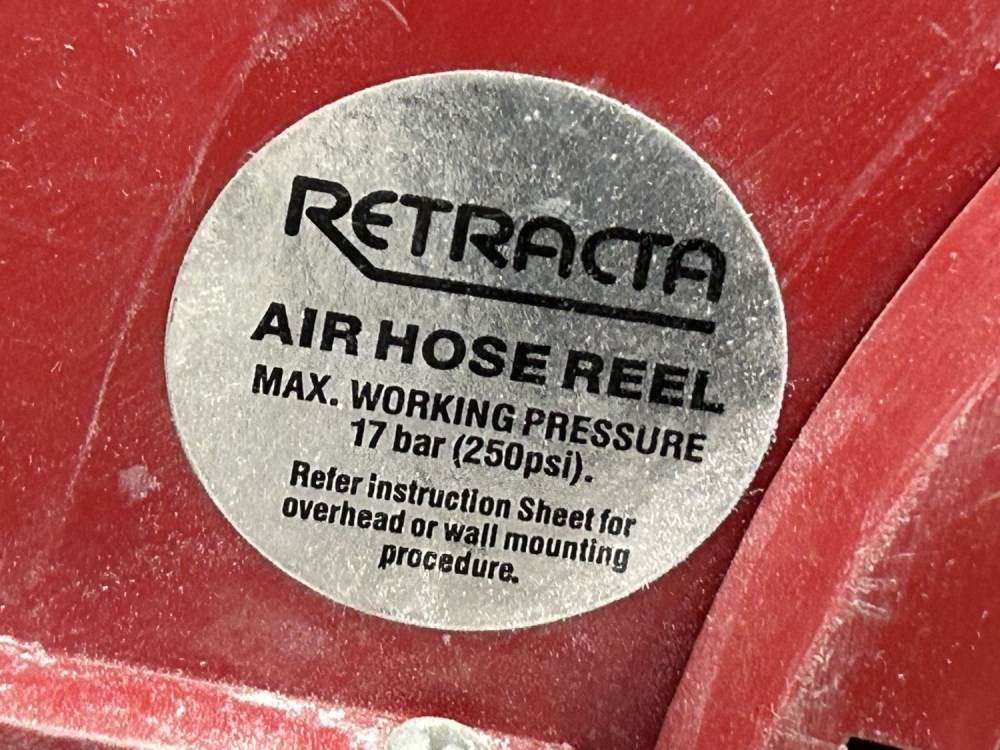 RETRACTA
AIR HOSE REEL
MAX. WORKING PRESSURE
17 bar (250psi).
Refer instruction Sheet for
overhead or wall mounting
procedure.